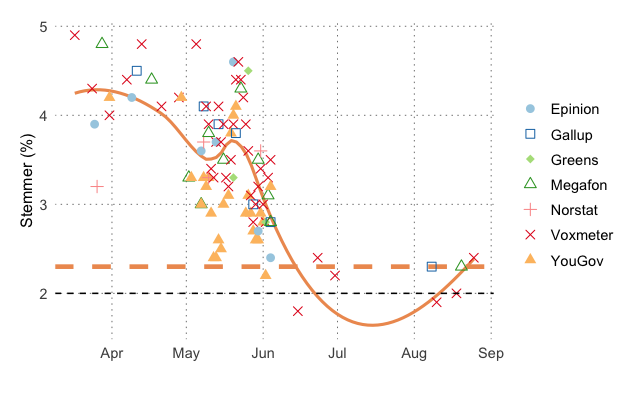 5
4
3
2
Stemmer (%)
Apr May Jun Jul Aug Sep
Epinion
Gallup
Greens
Megafon
Norstat
Voxmeter
YouGov